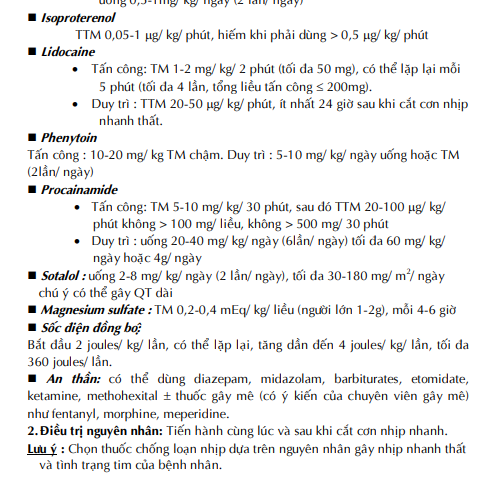 uống 0,5-1mg/ kg/ ngày (2 lần/ ngày)
■ Isoproterenol
TTM 0,05-1 μg/ kg/ phút, hiếm khi phải dùng > 0,5 μg/ kg/ phút
■ Lidocaine
• Tấn công: TM 1-2 mg/ kg/ 2 phút (tối đa 50 mg), có thể lặp lại mỗi
5 phút (tối đa 4 lần, tổng liều tấn công ≤ 200mg).
• Duy trì : TTM 20-50 μg/ kg/ phút, ít nhất 24 giờ sau khi cắt cơn nhịp
nhanh thất.
■ Phenytoin
Tấn công : 10-20 mg/ kg TM chậm. Duy trì : 5-10 mg/ kg/ ngày uống hoặc TM
(2lần/ ngày)
■ Procainamide
• Tấn công: TM 5-10 mg/ kg/ 30 phút, sau đó TTM 20-100 μg/ kg/
phút không > 100 mg/ liều, không > 500 mg/ 30 phút
• Duy trì : uống 20-40 mg/ kg/ ngày (6lần/ ngày) tối đa 60 mg/ kg/
ngày hoặc 4g/ ngày
■ Sotalol : uống 2-8 mg/ kg/ ngày (2 lần/ ngày), tối đa 30-180 mg/ m²/ ngày
chú ý có thể gây QT dài
■ Magnesium sulfate : TM 0,2-0,4 mEq/ kg/ liều (người lớn 1-2g), mỗi 4-6 giờ
■ Sốc điện đồng bộ:
Bắt đầu 2 joules/ kg/ lần, có thể lặp lại, tăng dần đến 4 joules/ kg/ lần, tối đa
360 joules/ lần.
■ An thần: có thể dùng diazepam, midazolam, barbiturates, etomidate,
ketamine, methohexital ± thuốc gây mê (có ý kiến của chuyên viên gây mê)
như fentanyl, morphine, meperidine.
2. Điều trị nguyên nhân: Tiến hành cùng lúc và sau khi cắt cơn nhịp nhanh.
Lưu ý : Chọn thuốc chống loạn nhịp dựa trên nguyên nhân gây nhịp nhanh thất
và tình trạng tim của bệnh nhân.